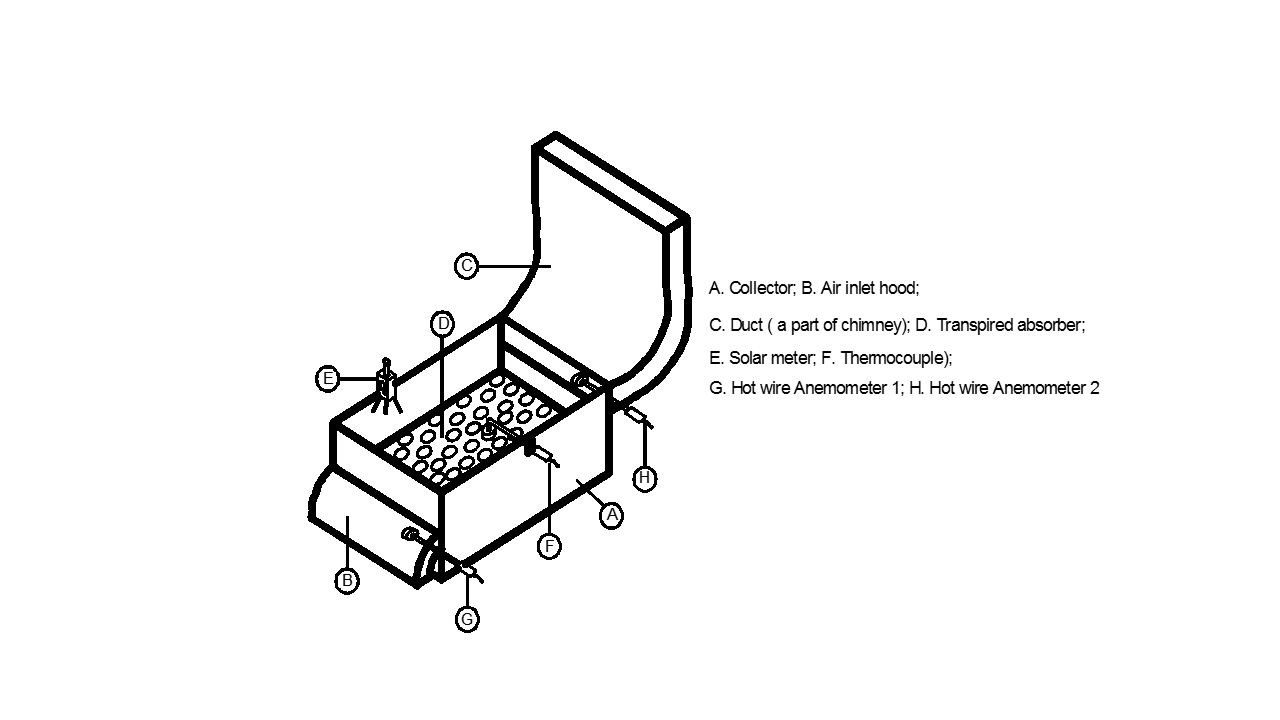 C
D
E
A. Collector; B. Air inlet hood;
C. Duct ( a part of chimney); D. Transpired absorber;
E. Solar meter; F. Thermocouple);
G. Hot wire Anemometer 1; H. Hot wire Anemometer 2
H
A
F
B
G